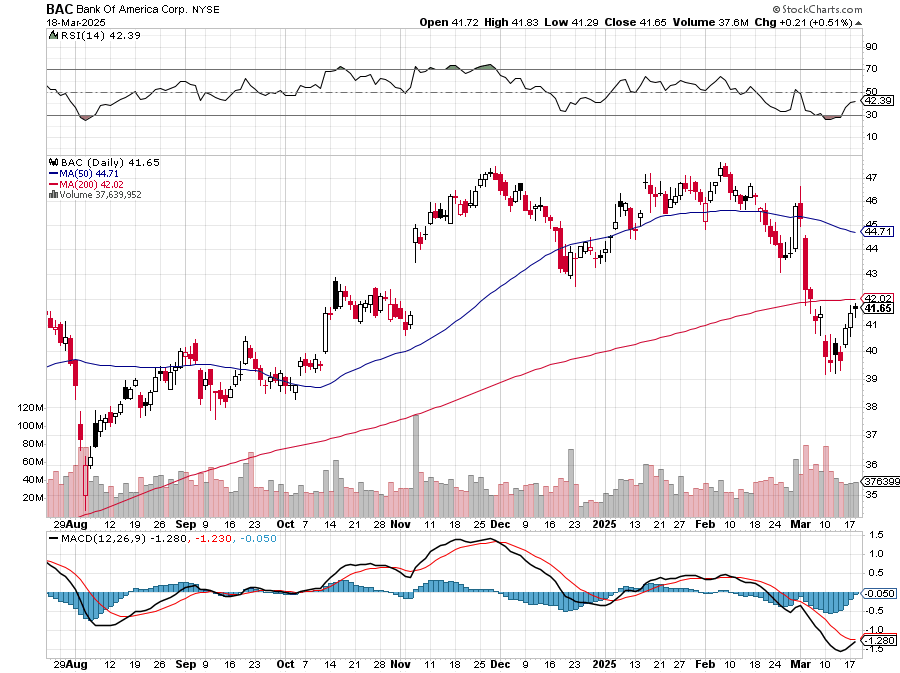 BAC Bank Of America Corp. NYSE © StockCharts.com
18-Mar-2025 Open 41.72 High 41.83 Low 41.29 Close 41.65 Volume 37.6M Chg +0.21 (+0.51%)
RSI(14) 42.39
90
70
50
42.39
30
10
BAC (Daily) 41.65
MA(50) 44.71
MA(200) 42.02
Volume 37,639,952
47
46
45
44.71
44
43
42.02
41.65
41
40
39
38
37
36
35
376399
120M
100M
80M
60M
40M
20M
29 Aug 12 19 26 Sep 9 16 23 Oct 7 14 21 28 Nov 11 18 25 Dec 9 16 23 2025 13 21 27 Feb 10 18 24 Mar 10 17
MACD(12,26,9) -1.280, -1.230, -0.050
1.5
1.0
0.5
-0.050
-0.5
-1.0
-1.280
-1.5
29 Aug 12 19 26 Sep 9 16 23 Oct 7 14 21 28 Nov 11 18 25 Dec 9 16 23 2025 13 21 27 Feb 10 18 24 Mar 10 17